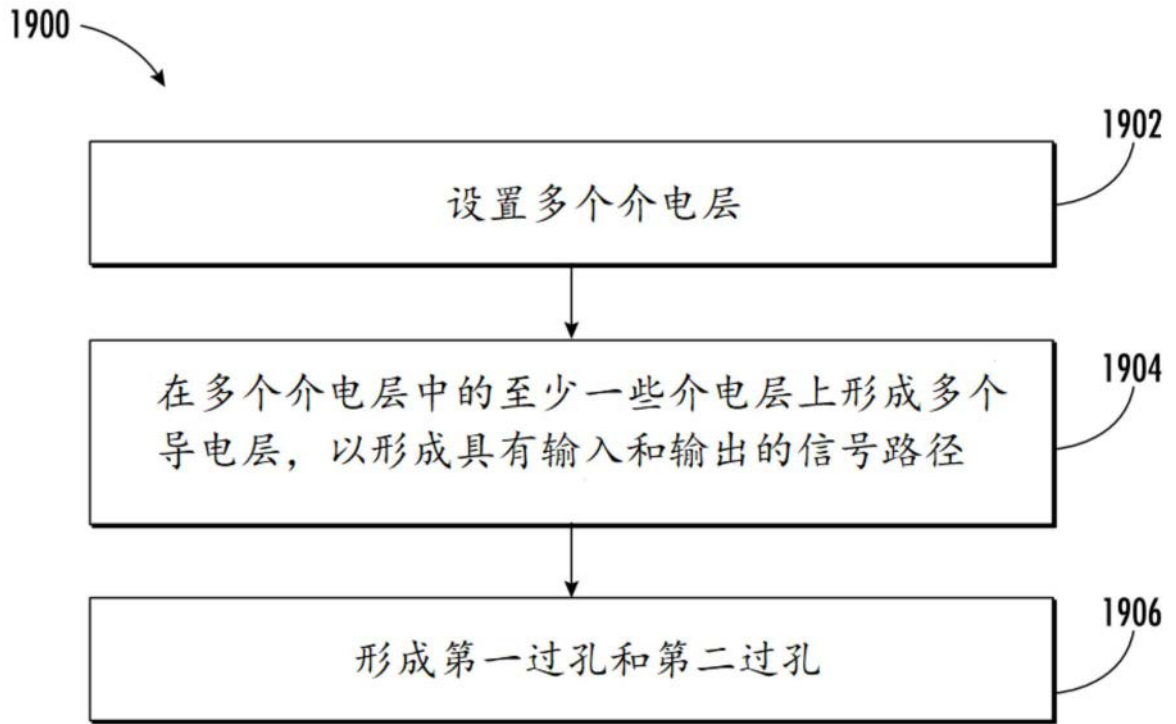 1900
1902
设置多个介电层
1904
在多个介电层中的至少一些介电层上形成多个
导电层，以形成具有输入和输出的信号路径
1906
形成第一过孔和第二过孔